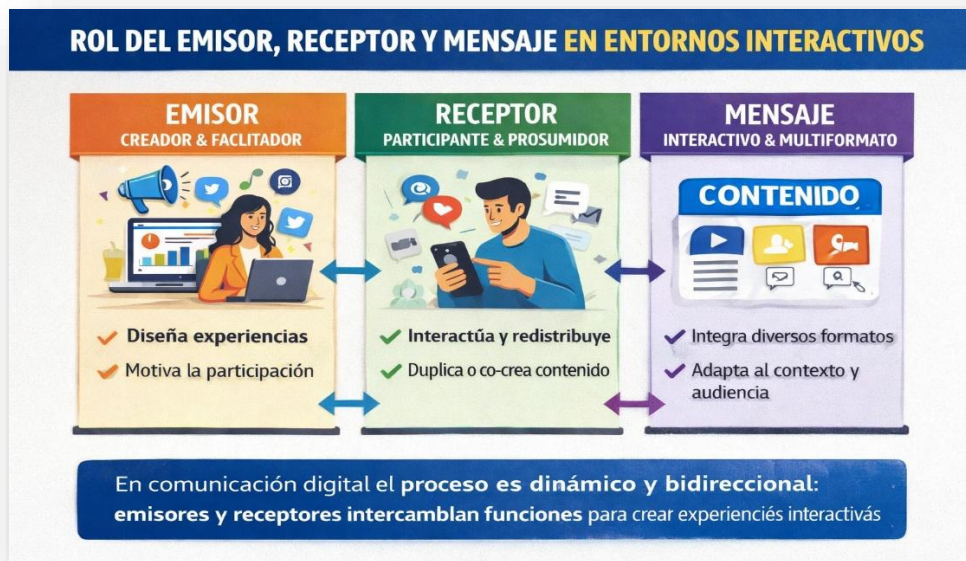 ROL DEL EMISOR, RECEPTOR Y MENSAJE EN ENTORNOS INTERACTIVOS
EMISOR
CREADOR & FACLITADOR
Diseña experiencias
Motiva la participación
RECEPTOR
PARTICIPANTE & PROSUMIDOR
Interactúa y redistribuye
Duplica o co-crea contenido
MENSAJE
INTERACTIVO & MULTIFORMATO
CONTENIDO
Integra diversos formatos
Adapta al contexto y
audiencia
En comunicación digital el proceso es dinámico y bidireccional:
emisores y receptores intercamblan funciones para crear experienciés interactivás